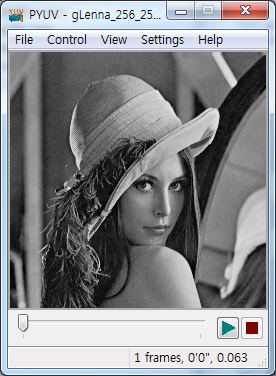 PYUV - gLenna_256_25...
File Control View Settings Help
1 frames, 0'0", 0.063